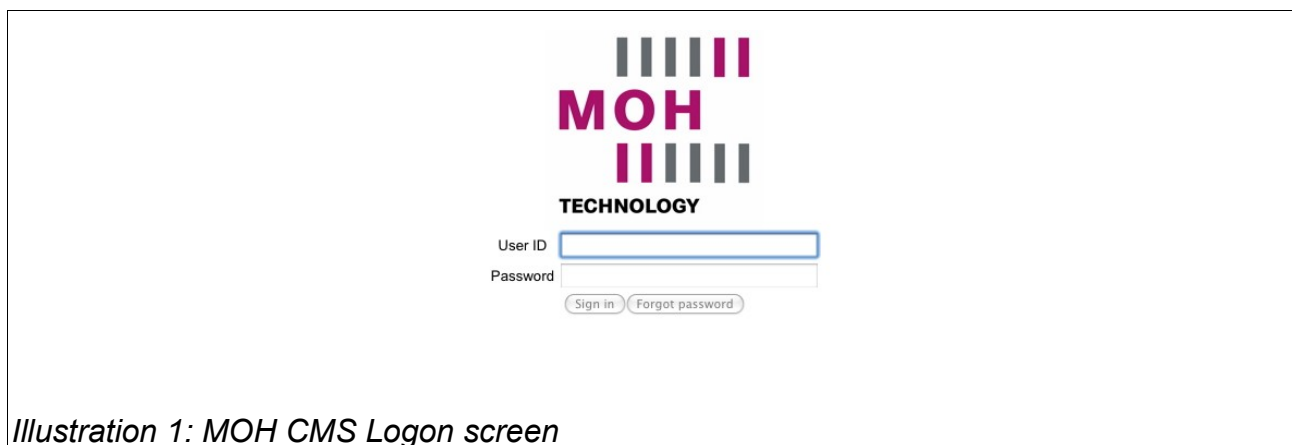 MOH
TECHNOLOGY
User ID
Password
Sign in Forgot password
Illustration 1: MOH CMS Logon screen